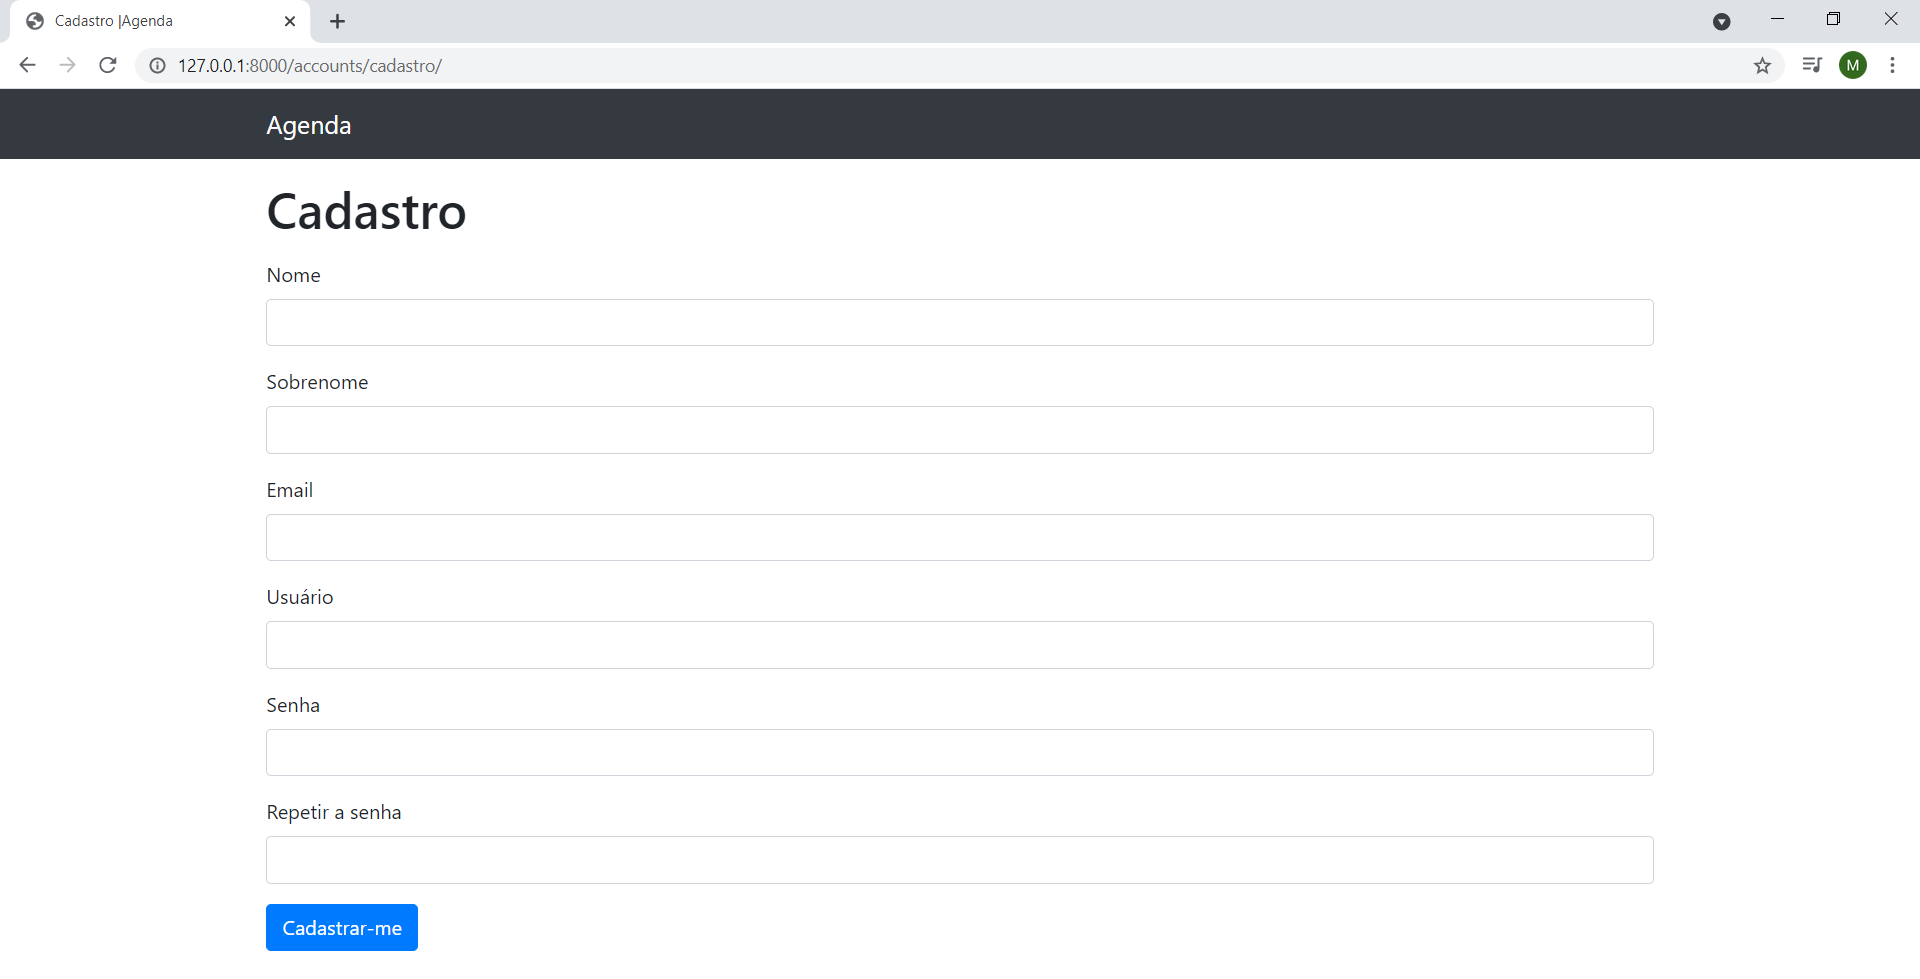 Cadastro |Agenda
127.0.0.1:8000/accounts/cadastro/
M
Agenda
Cadastro
Nome
Sobrenome
Email
Usuário
Senha
Repetir a senha
Cadastrar-me